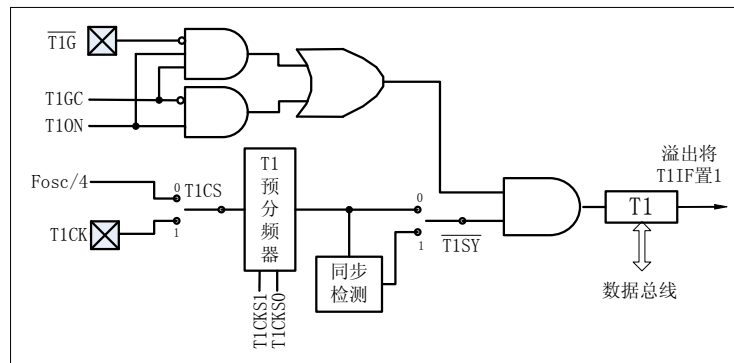 T1G
T1GC
T1ON
Fosc/4
T1CK
0
1
T1CS
T1
预
分
频
器
T1CKS1
T1CKS0
同步
检测
0
1
T1SY
T1
溢出将
T1IF置1
数据总线